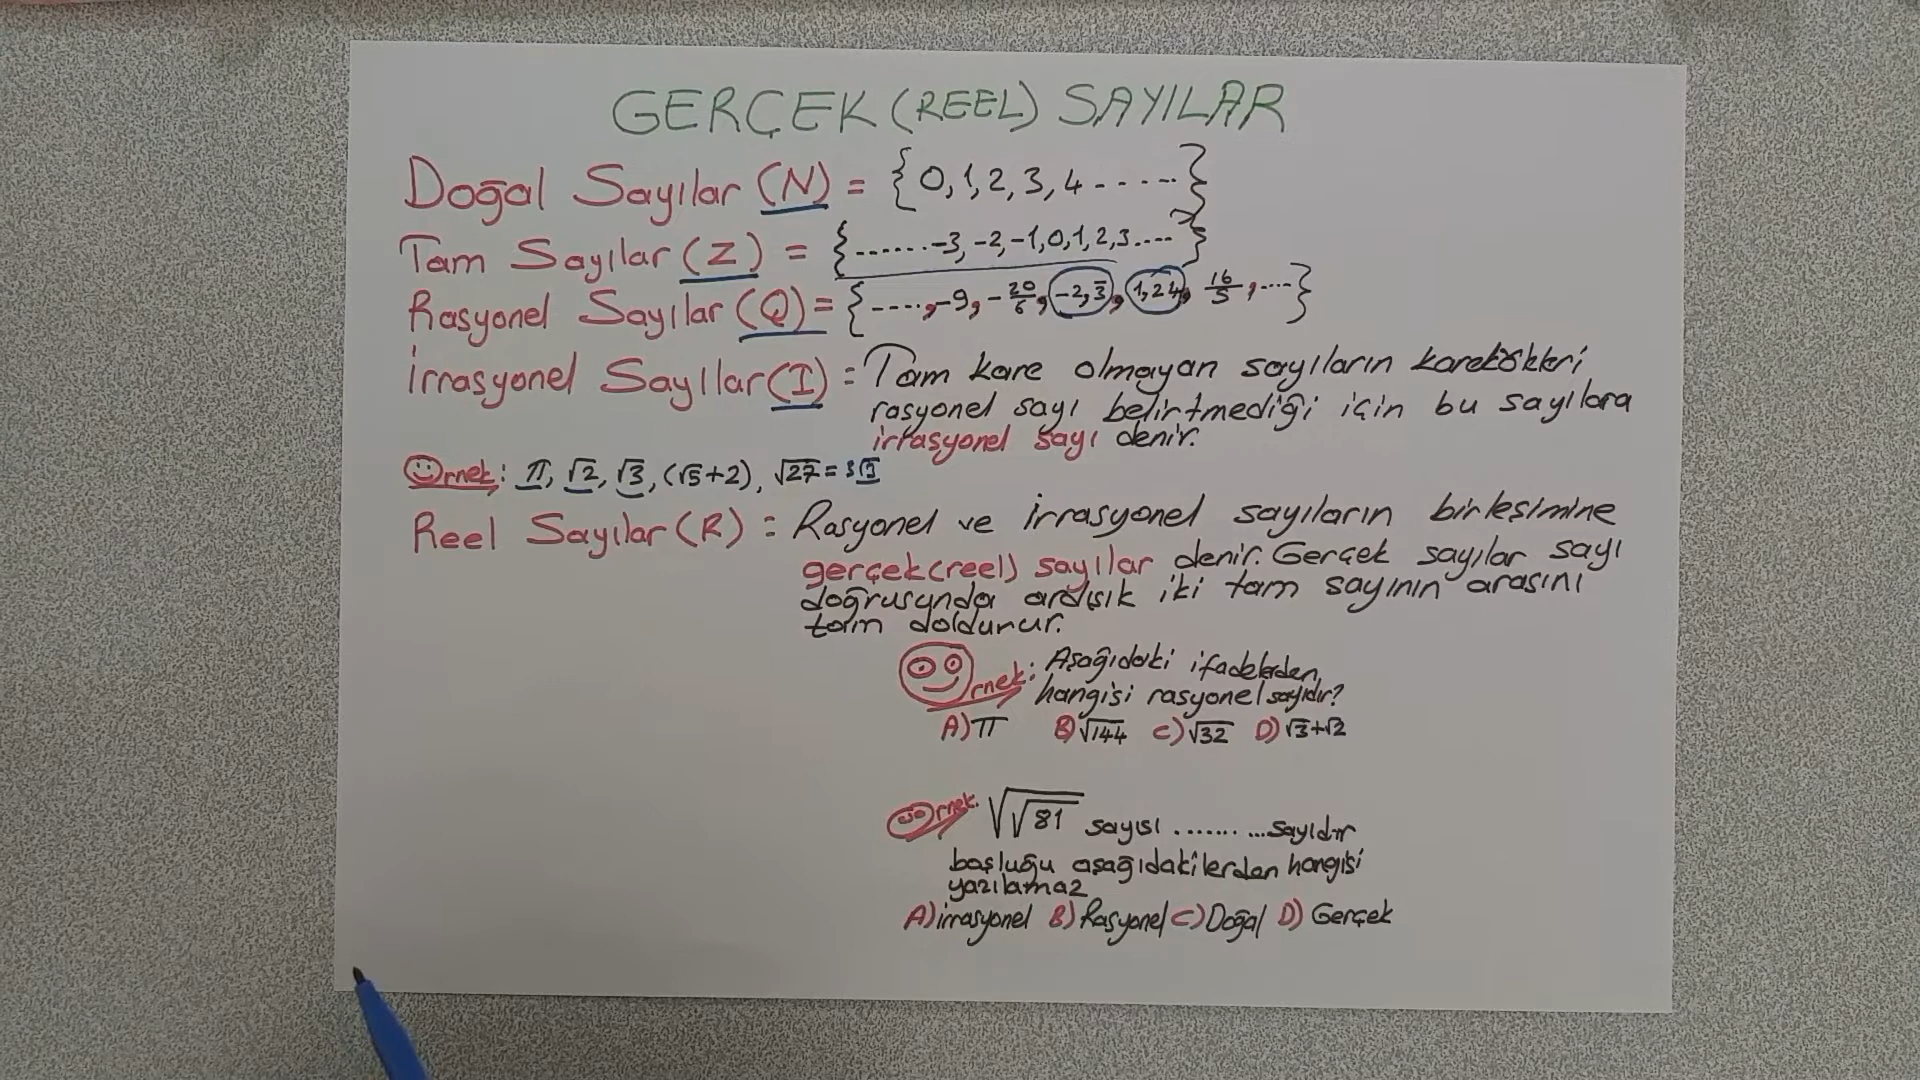 GERÇEK (REEL) SAYILAR
Doğal Sayılar (N) = {0, 1, 2, 3, 4 - - - - -}
Tam Sayılar (Z) = {...... -3, -2, -1, 0, 1, 2, 3....}
Rasyonel Sayılar (Q) = {- - - -, -9, -20/6, -2,3̅, 1,24, 16/5, ....}
İrrasyonel Sayılar (I) : Tam kare olmayan sayıların karekökleri
rasyonel sayı belirtmediği için bu sayılara
irrasyonel sayı denir.
Örnek: π, √2, √3, (√5+2), √27 = 3√3
Reel Sayılar (R) : Rasyonel ve irrasyonel sayıların birleşimine
gerçek(reel) sayılar denir. Gerçek sayılar sayı
doğrusunda ardışık iki tam sayının arasını
tam doldurur.
Örnek: Aşağıdaki ifadelerden,
hangisi rasyonel sayıdır?
A) π B) √144 C) √32 D) √3+√2
Örnek. √√81 sayısı ....... ...sayıdır
boşluğu aşağıdakilerden hangisi
yazılamaz
A) irrasyonel B) Rasyonel C) Doğal D) Gerçek